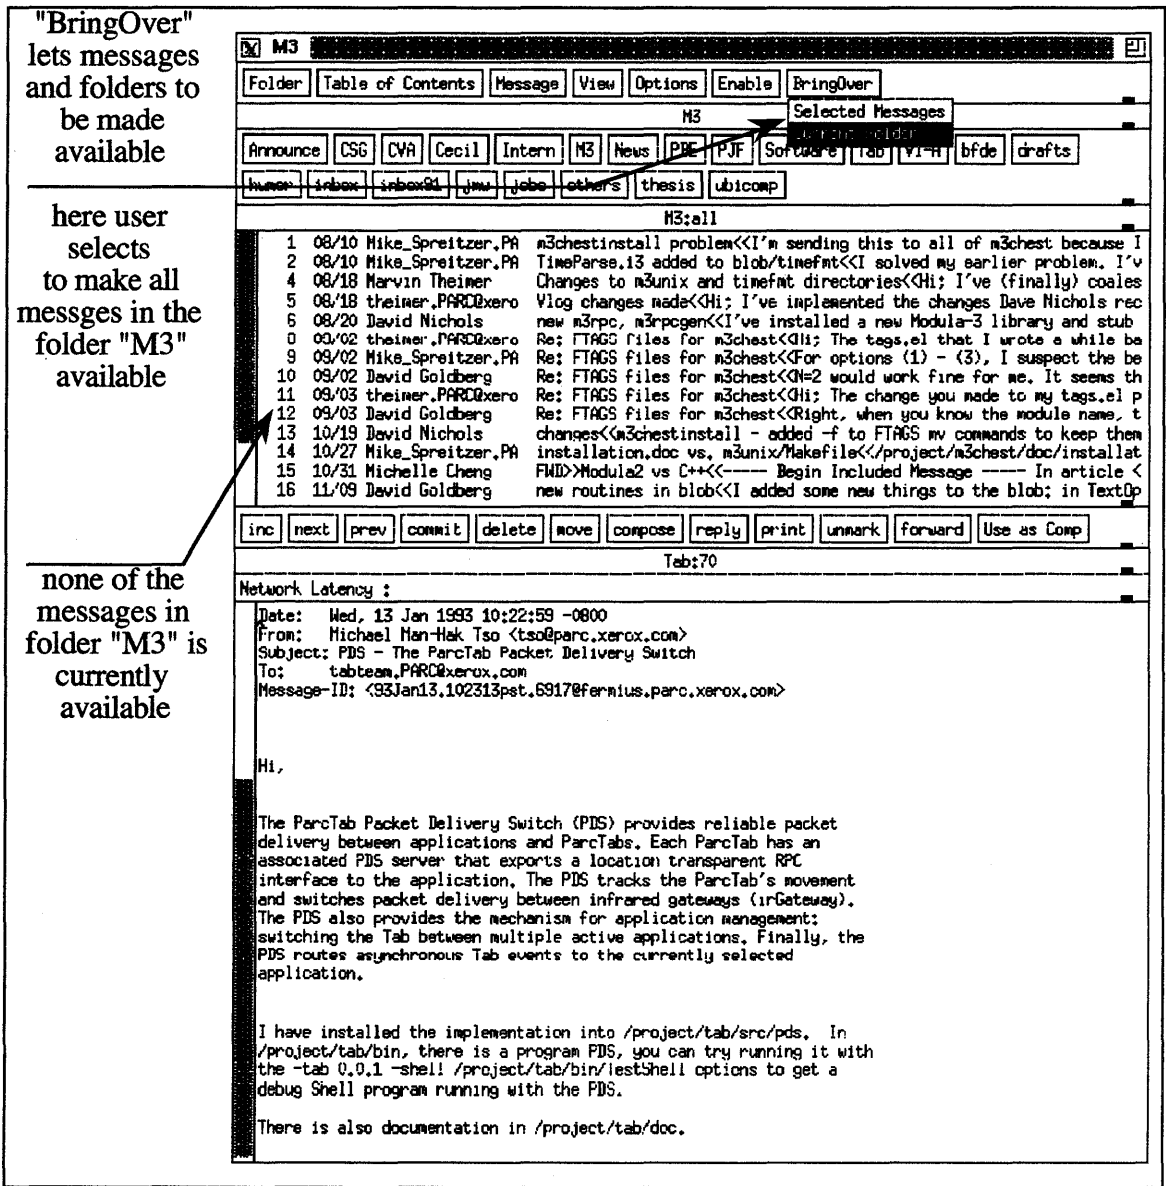 "BringOver"
lets messages
and folders to
be made
available
here user
selects
to make all
messges in the
folder "M3"
available
none of the
messages in
folder "M3" is
currently
available
M3
Folder Table of Contents Message View Options Enable BringOver
M3
Selected Messages
Current Folder
Announce CSG CVA Cecil Intern M3 News PBE PJF Software Tab VI-A bfde drafts
humor inbox inbox91 jmw jobs others thesis ubicomp
M3:all
1 08/10 Mike_Spreitzer.PA m3chestinstall problem<<I'm sending this to all of m3chest because I
2 08/10 Mike_Spreitzer.PA TimeParse.i3 added to blob/timefmt<<I solved my earlier problem. I'v
4 08/18 Marvin Theimer Changes to m3unix and timefmt directories<<Hi; I've (finally) coales
5 08/18 theimer.PARC@xero Vlog changes made<<Hi; I've implemented the changes Dave Nichols rec
6 08/20 David Nichols new m3rpc, m3rpcgen<<I've installed a new Modula-3 library and stub
8 09/02 theimer.PARC@xero Re: FTAGS files for m3chest<<Hi; The tags.el that I wrote a while ba
9 09/02 Mike_Spreitzer.PA Re: FTAGS files for m3chest<<For options (1) - (3), I suspect the be
10 09/02 David Goldberg Re: FTAGS files for m3chest<<N=2 would work fine for me. It seems th
11 09/03 theimer.PARC@xero Re: FTAGS files for m3chest<<Hi; The change you made to my tags.el p
12 09/03 David Goldberg Re: FTAGS files for m3chest<<Right, when you know the module name, t
13 10/19 David Nichols changes<<m3chestinstall - added -f to FTAGS mv commands to keep them
14 10/27 Mike_Spreitzer.PA installation.doc vs. m3unix/Makefile<</project/m3chest/doc/installat
15 10/31 Michelle Cheng FWD>>Modula2 vs C++<<----- Begin Included Message ----- In article <
16 11/09 David Goldberg new routines in blob<<I added some new things to the blob; in TextOp
inc next prev commit delete move compose reply print unmark forward Use as Comp
Tab:70
Network Latency :
Date: Wed, 13 Jan 1993 10:22:59 -0800
From: Michael Man-Hak Tso <tso@parc.xerox.com>
Subject: PDS - The ParcTab Packet Delivery Switch
To: tabteam.PARC@xerox.com
Message-ID: <93Jan13.102313pst.6917@fermius.parc.xerox.com>
Hi,
The ParcTab Packet Delivery Switch (PDS) provides reliable packet
delivery between applications and ParcTabs. Each ParcTab has an
associated PDS server that exports a location transparent RPC
interface to the application. The PDS tracks the ParcTab's movement
and switches packet delivery between infrared gateways (irGateway).
The PDS also provides the mechanism for application management;
switching the Tab between multiple active applications. Finally, the
PDS routes asynchronous Tab events to the currently selected
application.
I have installed the implementation into /project/tab/src/pds. In
/project/tab/bin, there is a program PDS, you can try running it with
the -tab 0.0.1 -shell /project/tab/bin/TestShell options to get a
debug Shell program running with the PDS.
There is also documentation in /project/tab/doc.